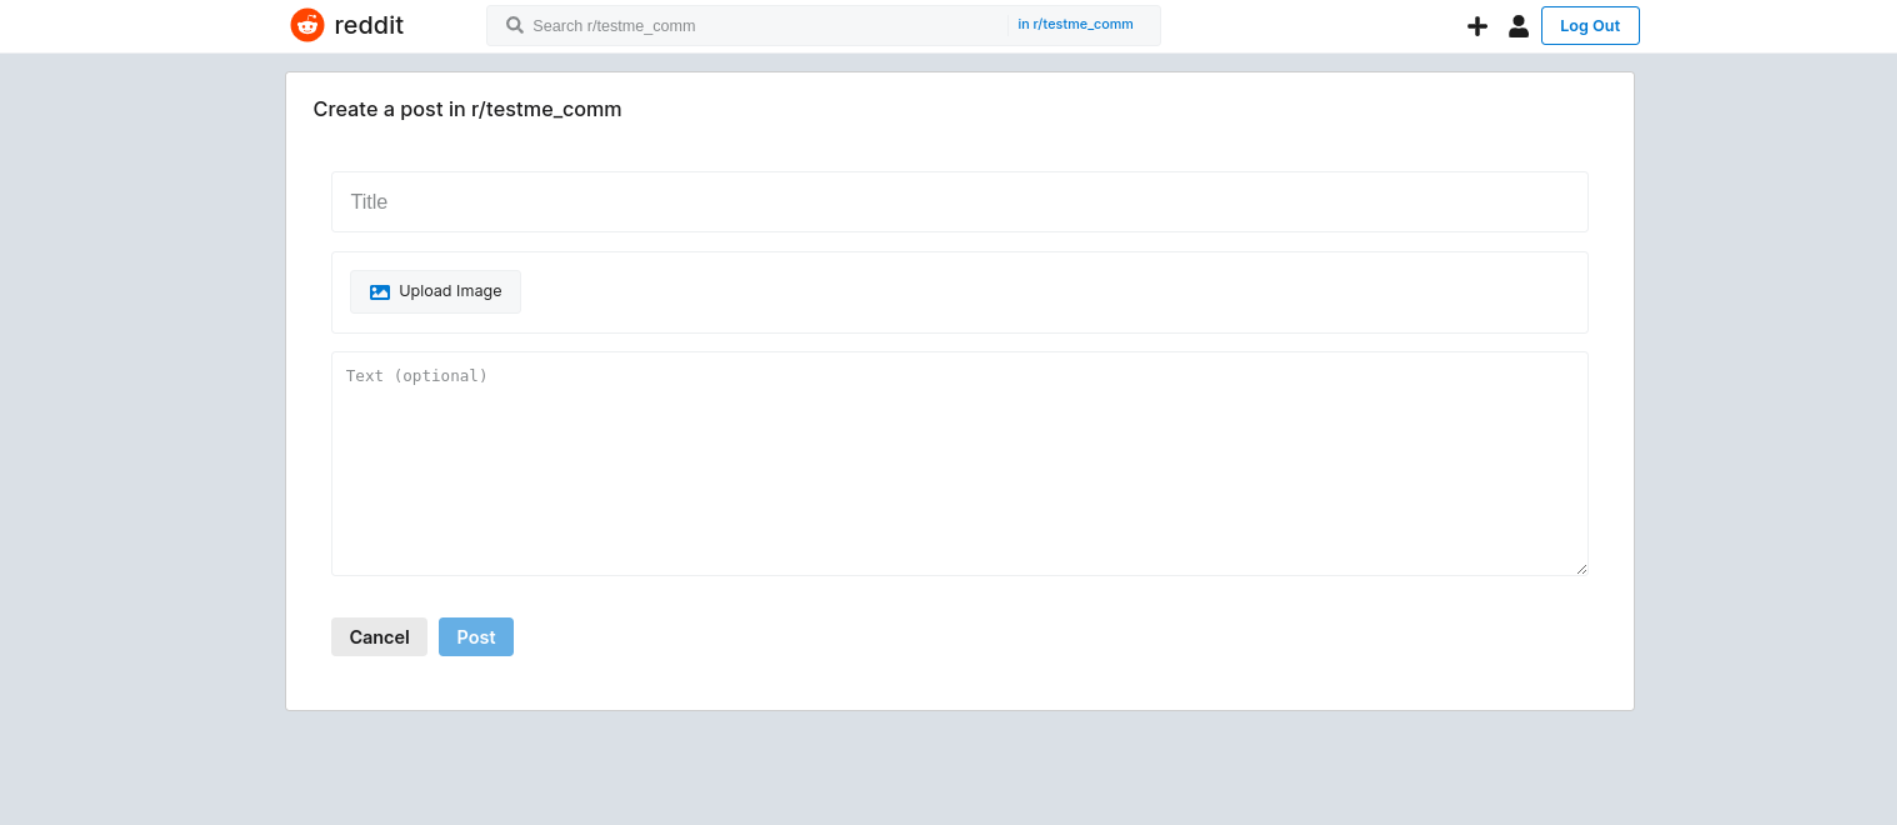 reddit
Search r/testme_comm
in r/testme_comm
Log Out
Create a post in r/testme_comm
Title
Upload Image
Text (optional)
Cancel
Post